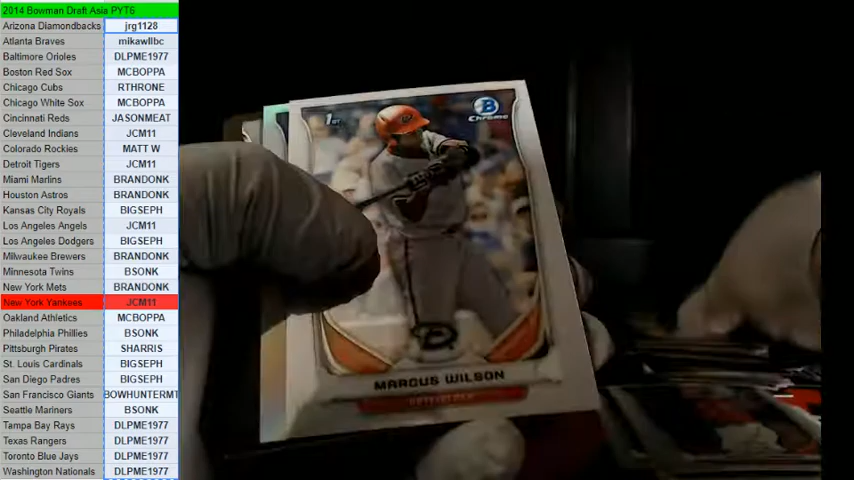 2014 Bowman Draft Asia PYT5
Arizona Diamondbacks jrg1128
Atlanta Braves mikawllbc
Baltimore Orioles DLPME1977
Boston Red Sox MCBOPPA
Chicago Cubs RTHRONE
Chicago White Sox MCBOPPA
Cincinnati Reds JASONMEAT
Cleveland Indians JCM11
Colorado Rockies MATT W
Detroit Tigers JCM11
Miami Marlins BRANDONK
Houston Astros BRANDONK
Kansas City Royals BIGSEPH
Los Angeles Angels JCM11
Los Angeles Dodgers BIGSEPH
Milwaukee Brewers BRANDONK
Minnesota Twins BSONK
New York Mets BRANDONK
New York Yankees JCM11
Oakland Athletics MCBOPPA
Philadelphia Phillies BSONK
Pittsburgh Pirates SHARRIS
St. Louis Cardinals BIGSEPH
San Diego Padres BIGSEPH
San Francisco Giants BOWHUNTERMT
Seattle Mariners BSONK
Tampa Bay Rays DLPME1977
Texas Rangers DLPME1977
Toronto Blue Jays DLPME1977
Washington Nationals DLPME1977
1st
B
Chrome
MARCUS WILSON
OUTFIELDER